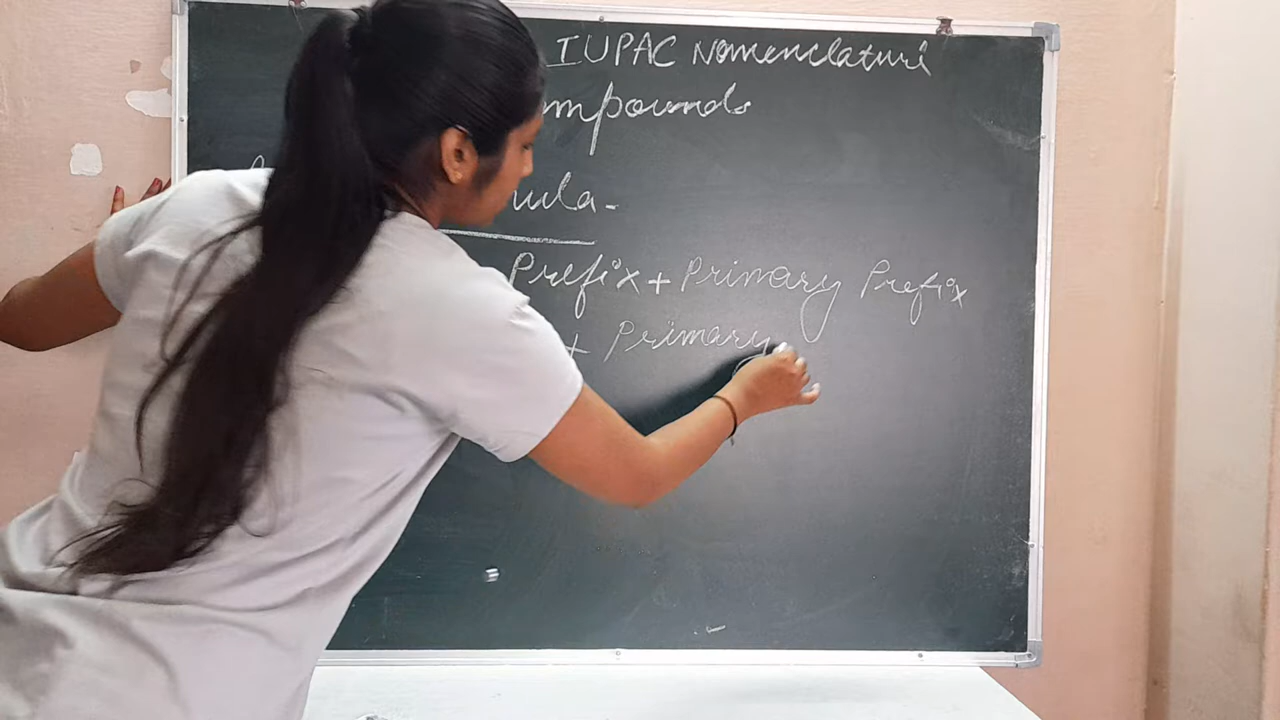 IUPAC Nomenclature
mpounds
ula -
Prefix + Primary Prefix
+ Primary